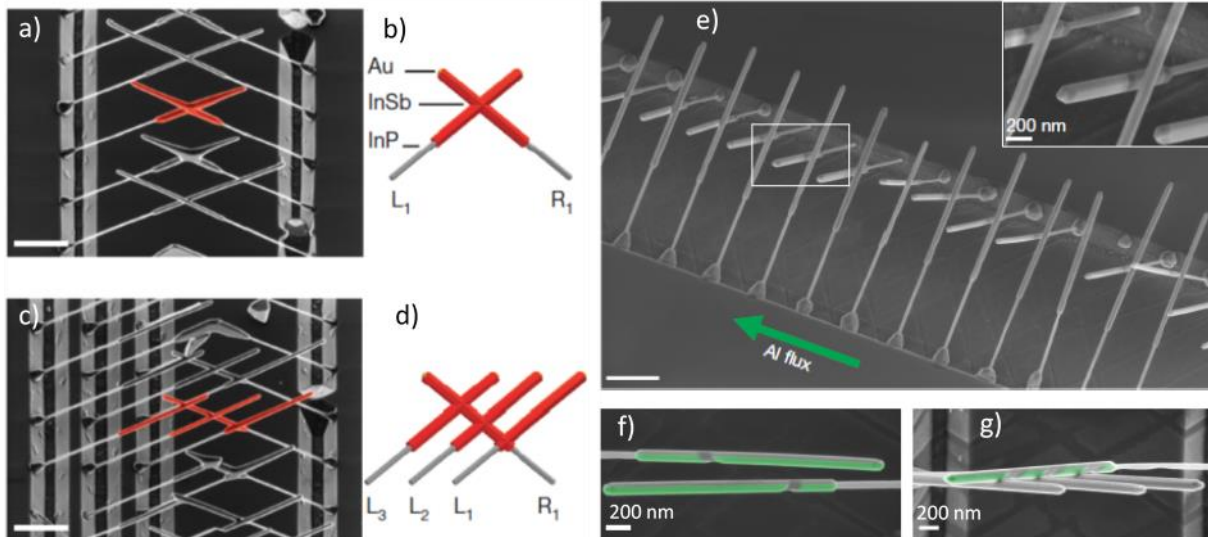 a)
b)
Au
InSb
InP
L₁
R₁
c)
d)
L₃
L₂
L₁
R₁
e)
200 nm
Al flux
f)
200 nm
g)
200 nm